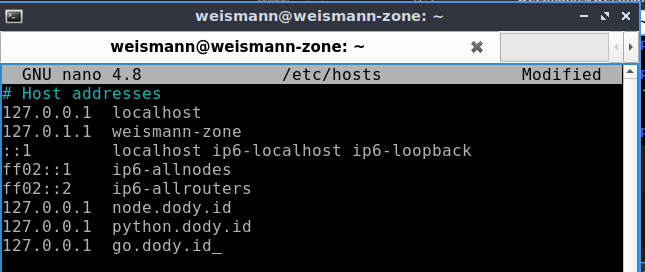 weismann@weismann-zone: ~
weismann@weismann-zone: ~
GNU nano 4.8 /etc/hosts Modified
# Host addresses
127.0.0.1 localhost
127.0.1.1 weismann-zone
::1 localhost ip6-localhost ip6-loopback
ff02::1 ip6-allnodes
ff02::2 ip6-allrouters
127.0.0.1 node.dody.id
127.0.0.1 python.dody.id
127.0.0.1 go.dody.id_